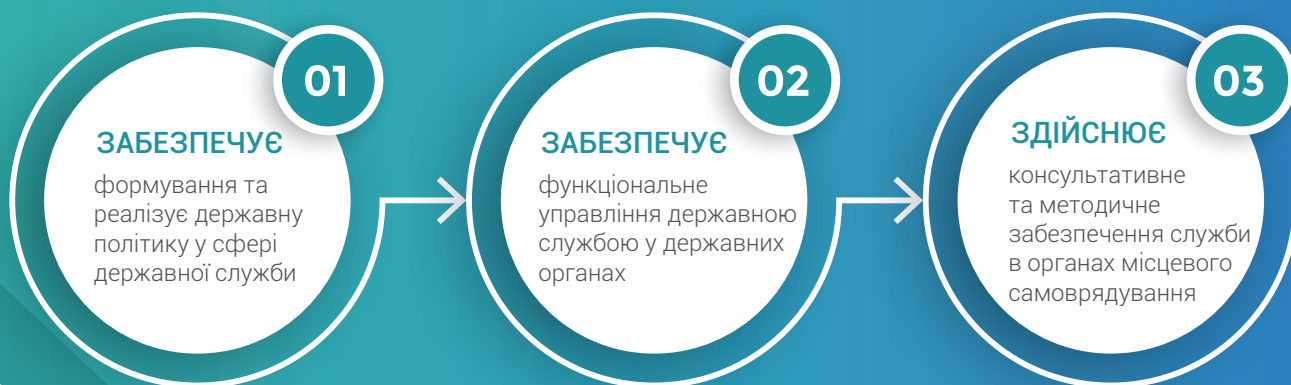 01
ЗАБЕЗПЕЧУЄ
формування та
реалізує державну
політику у сфері
державної служби
02
ЗАБЕЗПЕЧУЄ
функціональне
управління державною
службою у державних
органах
03
ЗДІЙСНЮЄ
консультативне
та методичне
забезпечення служби
в органах місцевого
самоврядування